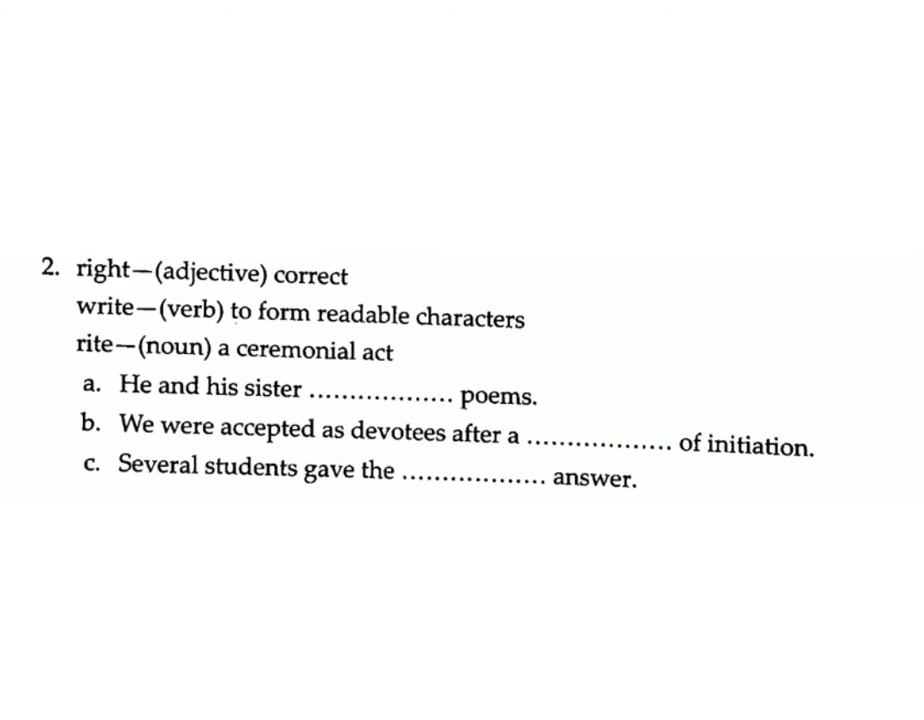 2. right—(adjective) correct
write—(verb) to form readable characters
rite—(noun) a ceremonial act
a. He and his sister .................. poems.
b. We were accepted as devotees after a .................. of initiation.
c. Several students gave the .................. answer.